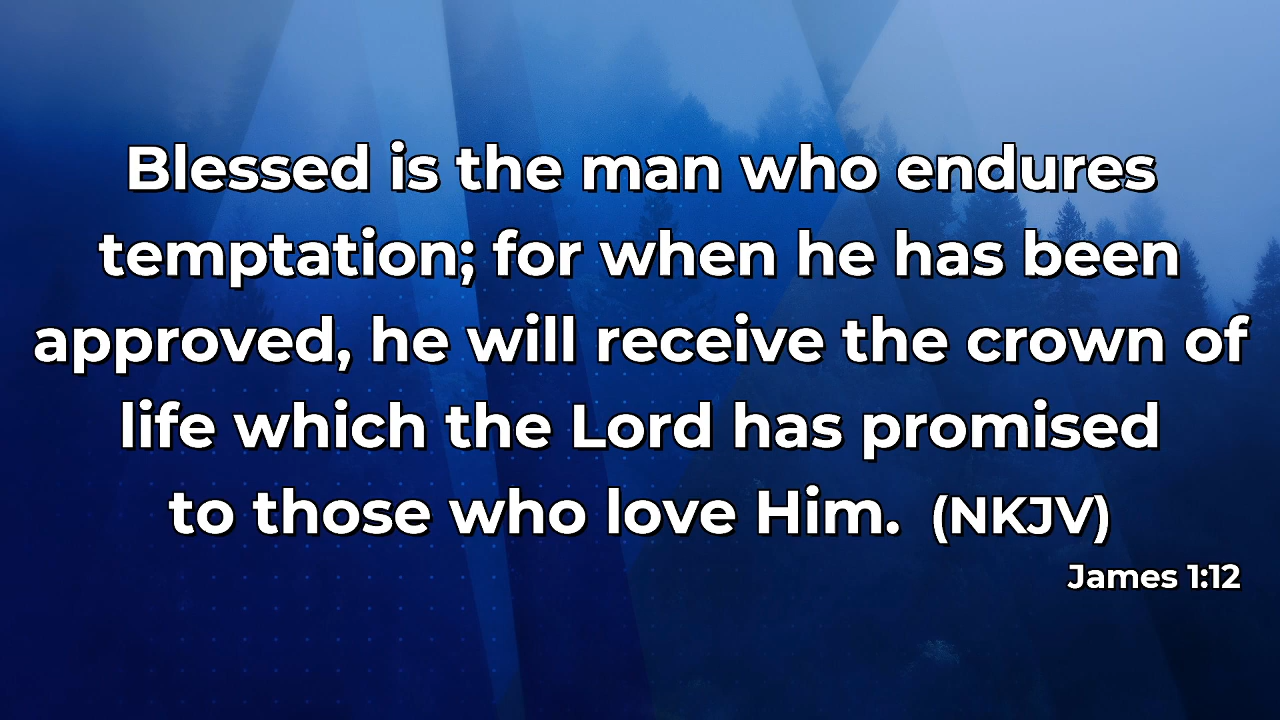 Blessed is the man who endures
temptation; for when he has been
approved, he will receive the crown of
life which the Lord has promised
to those who love Him. (NKJV)
James 1:12